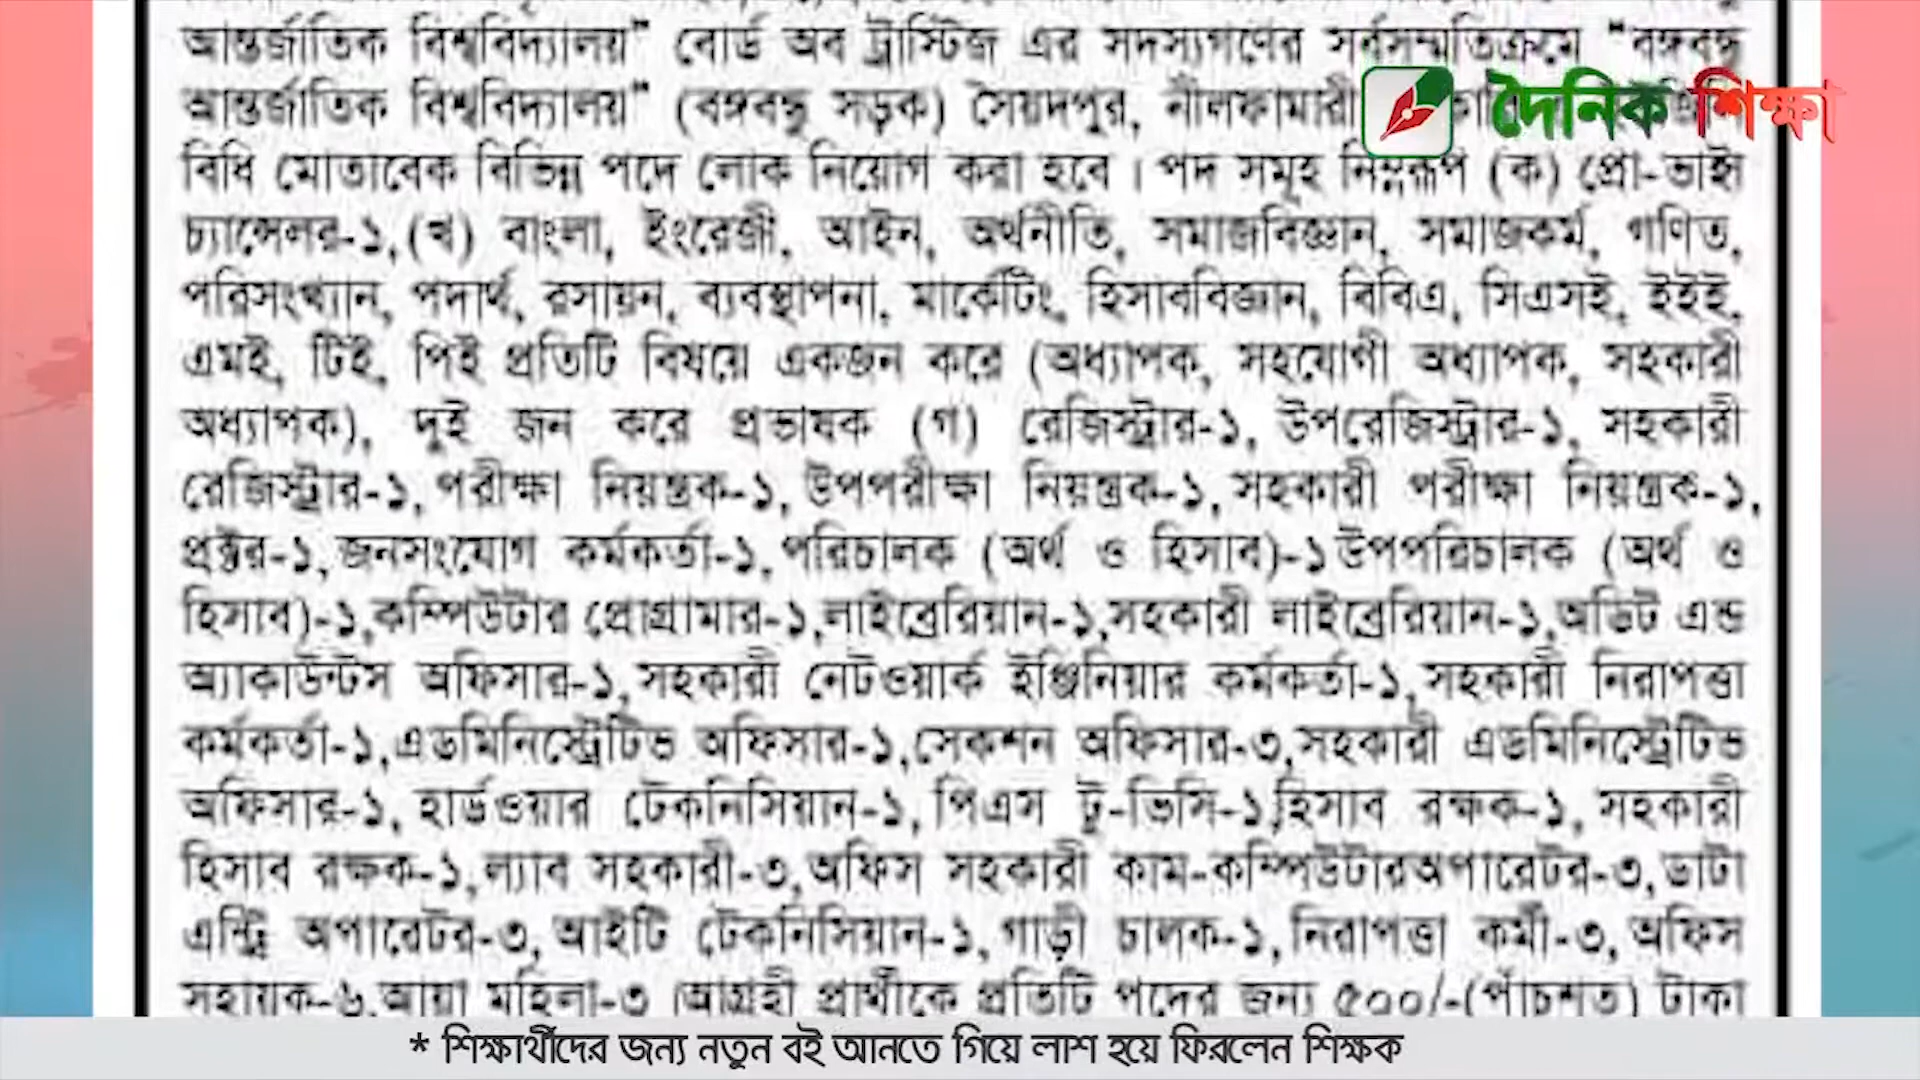 আন্তর্জাতিক বিশ্ববিদ্যালয়" বোর্ড অব ট্রাস্টিজ এর সদস্যগণের সর্বসম্মতিক্রমে "বঙ্গবন্ধু
আন্তর্জাতিক বিশ্ববিদ্যালয়" (বঙ্গবন্ধু সড়ক) সৈয়দপুর, নীলফামারী
দৈনিক শিক্ষা
বিধি মোতাবেক বিভিন্ন পদে লোক নিয়োগ করা হবে। পদ সমূহ নিম্নরূপ (ক) প্রো-ভাইস
চ্যান্সেলর-১,(খ) বাংলা, ইংরেজী, আইন, অর্থনীতি, সমাজবিজ্ঞান, সমাজকর্ম, গণিত,
পরিসংখ্যান, পদার্থ, রসায়ন, ব্যবস্থাপনা, মার্কেটিং, হিসাববিজ্ঞান, বিবিএ, সিএসই, ইইই,
এমই, টিই, পিই প্রতিটি বিষয়ে একজন করে (অধ্যাপক, সহযোগী অধ্যাপক, সহকারী
অধ্যাপক), দুই জন করে প্রভাষক (গ) রেজিস্ট্রার-১, উপরেজিস্ট্রার-১, সহকারী
রেজিস্ট্রার-১, পরীক্ষা নিয়ন্ত্রক-১, উপপরীক্ষা নিয়ন্ত্রক-১, সহকারী পরীক্ষা নিয়ন্ত্রক-১,
প্রক্টর-১, জনসংযোগ কর্মকর্তা-১, পরিচালক (অর্থ ও হিসাব)-১ উপপরিচালক (অর্থ ও
হিসাব)-১,কম্পিউটার প্রোগ্রামার-১,লাইব্রেরিয়ান-১,সহকারী লাইব্রেরিয়ান-১,অডিট এন্ড
অ্যাকাউন্টস অফিসার-১,সহকারী নেটওয়ার্ক ইঞ্জিনিয়ার কর্মকর্তা-১,সহকারী নিরাপত্তা
কর্মকর্তা-১,এডমিনিস্ট্রেটিভ অফিসার-১,সেকশন অফিসার-৩,সহকারী এডমিনিস্ট্রেটিভ
অফিসার-১, হার্ডওয়ার টেকনিসিয়ান-১, পিএস টু-ভিসি-১,হিসাব রক্ষক-১, সহকারী
হিসাব রক্ষক-১,ল্যাব সহকারী-৩,অফিস সহকারী কাম-কম্পিউটারঅপারেটর-৩,ডাটা
এন্ট্রি অপারেটর-৩,আইটি টেকনিসিয়ান-১,গাড়ী চালক-১,নিরাপত্তা কর্মী-৩,অফিস
সহায়ক-৬,আয়া মহিলা-৩ ।আগ্রহী প্রার্থীকে প্রতিটি পদের জন্য ৫০০/-(পাঁচশত) টাকা
* শিক্ষার্থীদের জন্য নতুন বই আনতে গিয়ে লাশ হয়ে ফিরলেন শিক্ষক